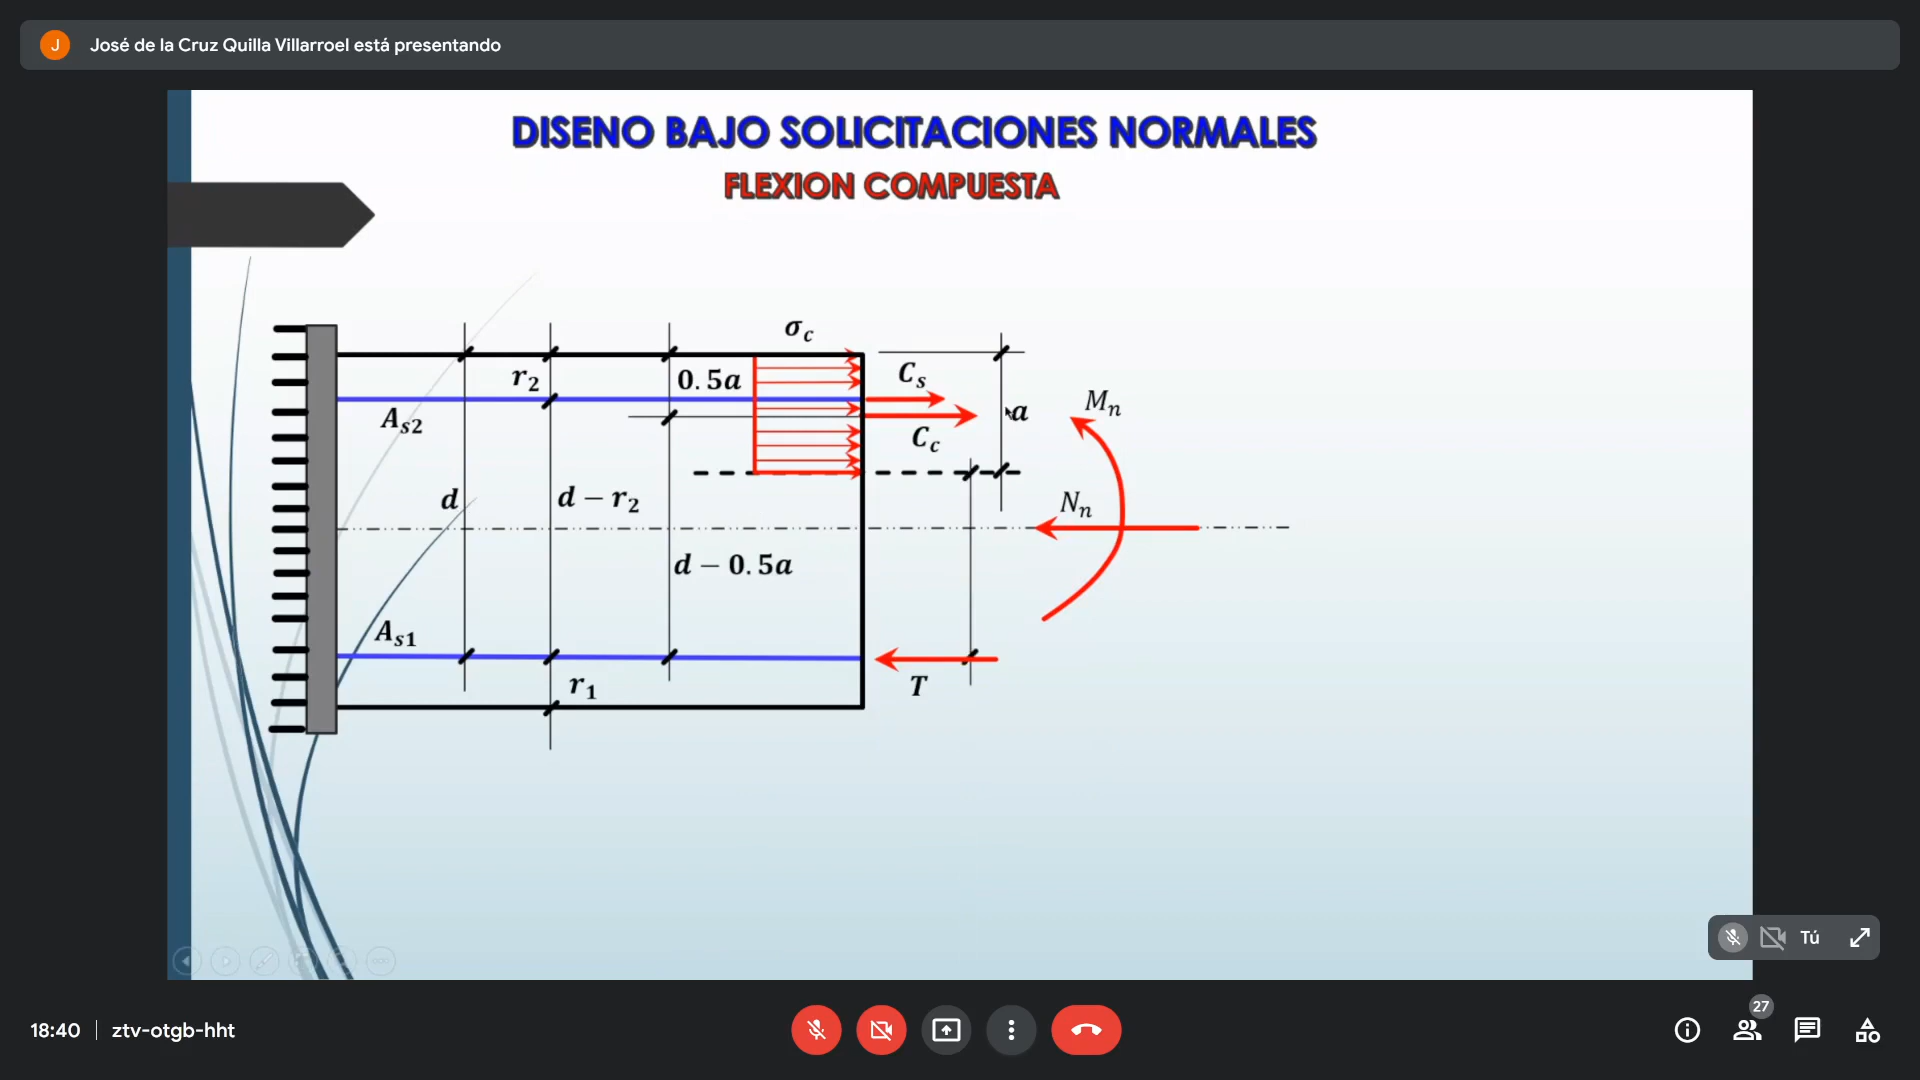 J José de la Cruz Quilla Villarroel está presentando
DISENO BAJO SOLICITACIONES NORMALES
FLEXION COMPUESTA
σc
r2
0.5a
Cs
As2
Cc
a
Mn
d
d − r2
Nn
d − 0.5a
As1
r1
T
Tú
18:40 | ztv-otgb-hht
27